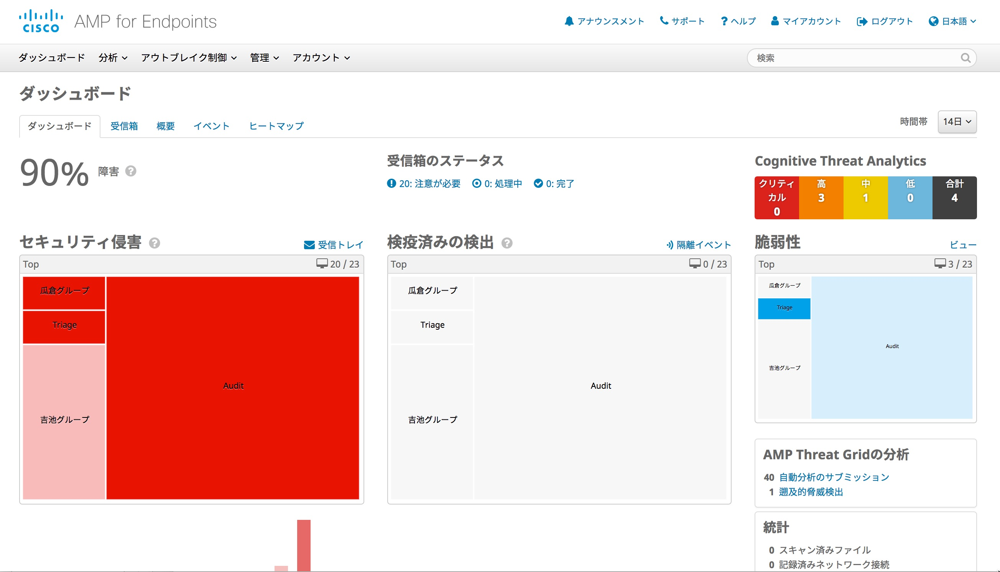 CISCO AMP for Endpoints
アナウンスメント サポート ? ヘルプ マイアカウント ログアウト 日本語
ダッシュボード 分析 アウトブレイク制御 管理 アカウント 検索
ダッシュボード
ダッシュボード 受信箱 概要 イベント ヒートマップ 時間帯 14日
90% 障害 ?
受信箱のステータス
20: 注意が必要 0: 処理中 0: 完了
Cognitive Threat Analytics
クリティカル 0
高 3
中 1
低 0
合計 4
セキュリティ侵害 ? 受信トレイ
Top 20 / 23
瓜倉グループ
Triage
Audit
吉池グループ
検疫済みの検出 ? 隔離イベント
Top 0 / 23
瓜倉グループ
Triage
Audit
吉池グループ
脆弱性 ビュー
Top 3 / 23
瓜倉グループ
Triage
Audit
吉池グループ
AMP Threat Gridの分析
40 自動分析のサブミッション
1 遡及的脅威検出
統計
0 スキャン済みファイル
0 記録済みネットワーク接続